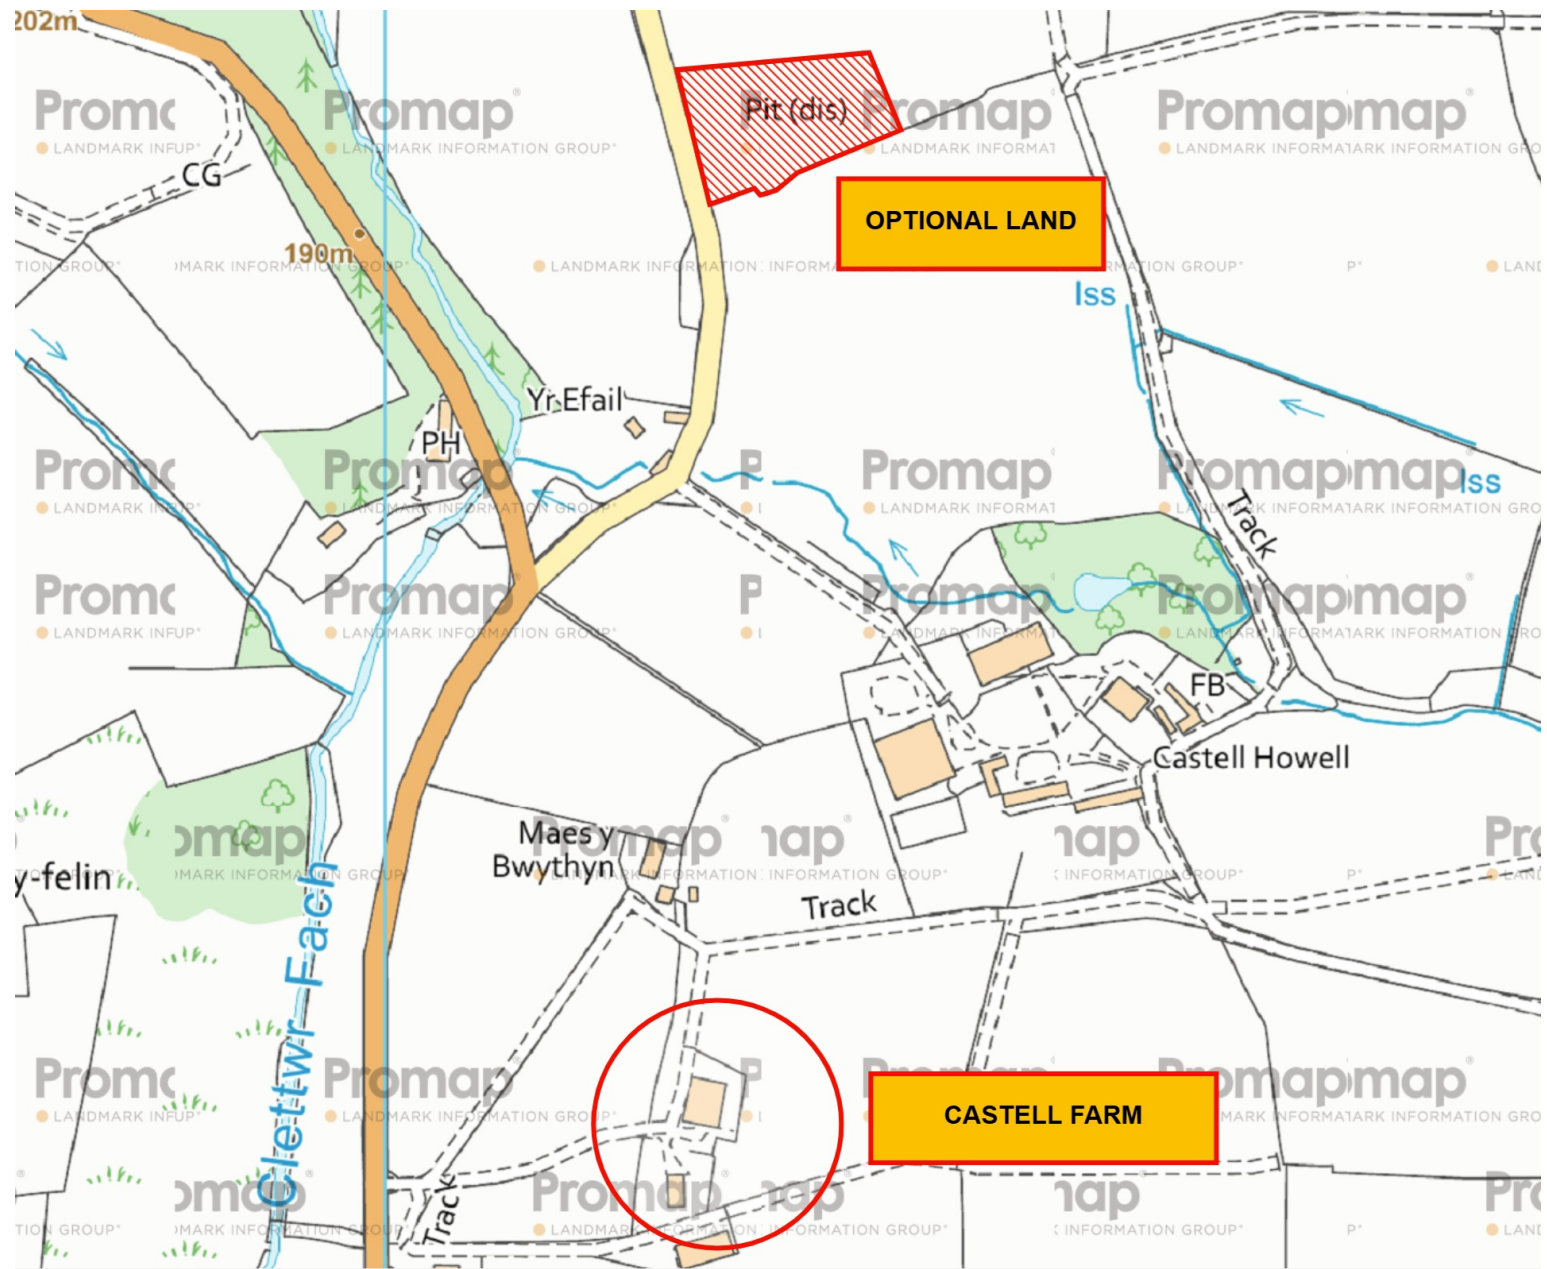 202m
Pit (dis)
CG
OPTIONAL LAND
190m
Iss
Yr Efail
PH
Iss
Track
FB
Castell Howell
Maes y
Bwythyn
y-felin
Track
Clettwr Fach
CASTELL FARM
Track
Promap
LANDMARK INFORMATION GROUP